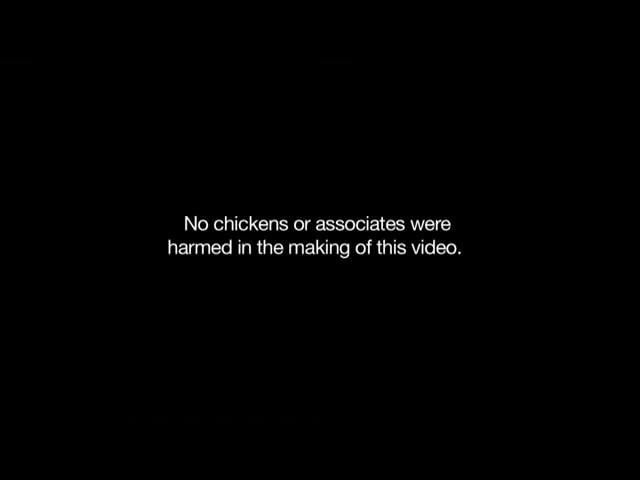 No chickens or associates were
harmed in the making of this video.